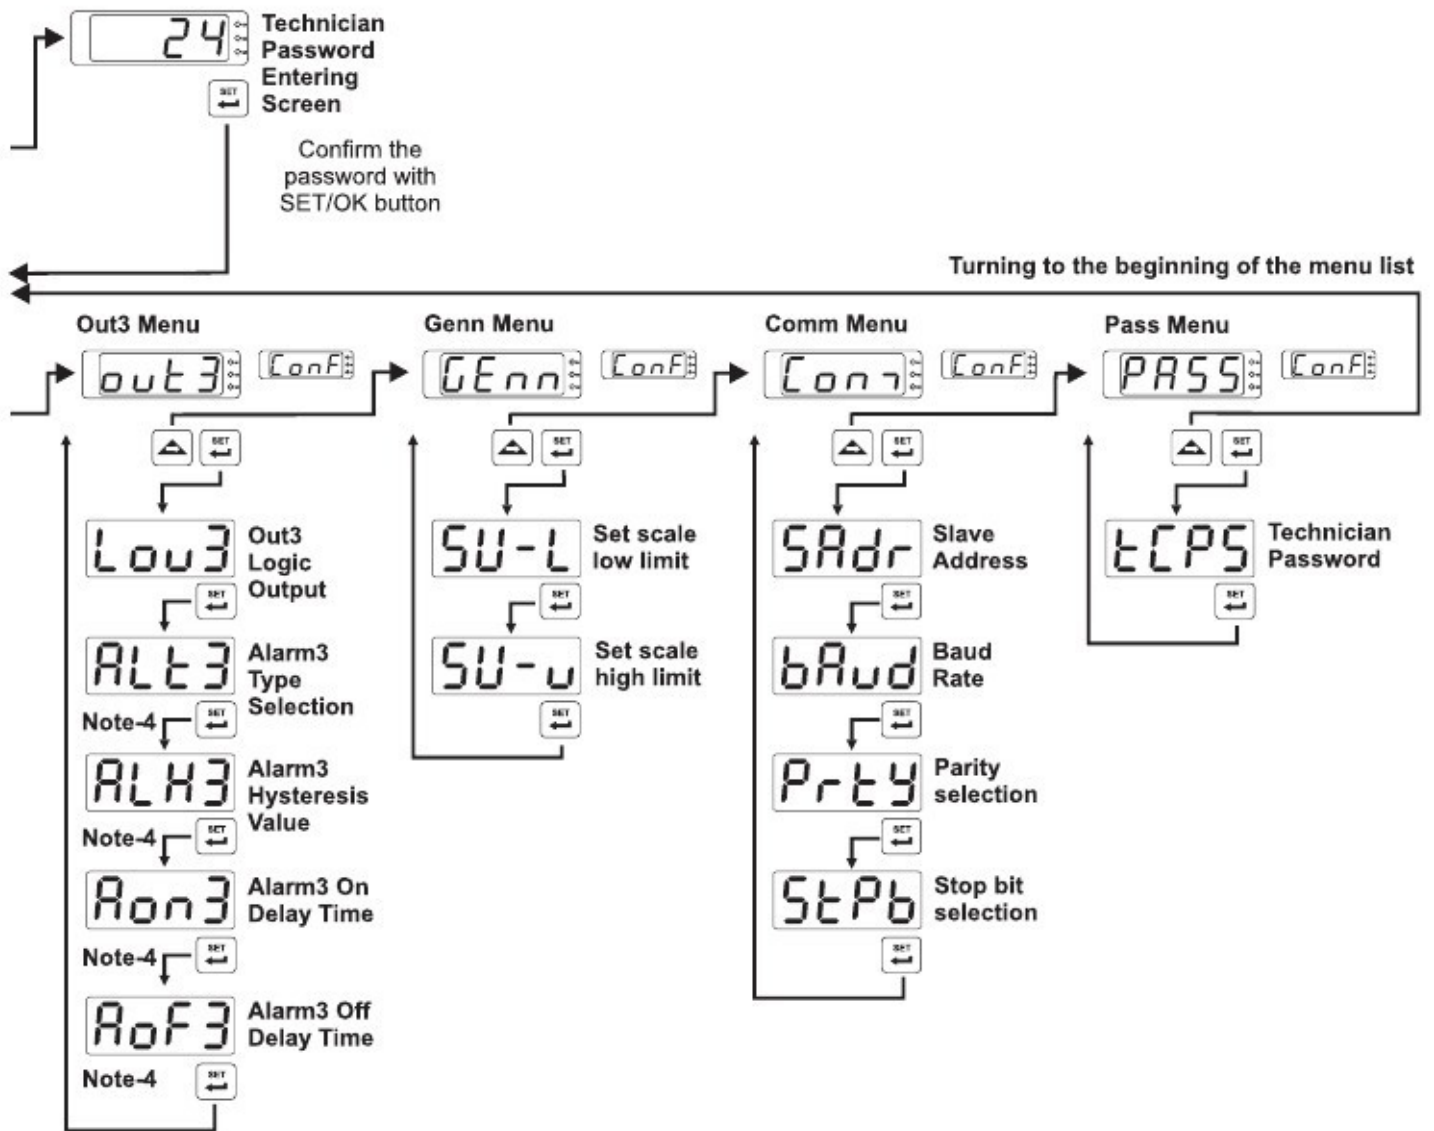 24
Technician
Password
Entering
Screen
SET
Confirm the
password with
SET/OK button
Turning to the beginning of the menu list
Out3 Menu
out3
ConF
SET
Lou3
Out3
Logic
Output
SET
ALt3
Alarm3
Type
Selection
Note-4
SET
ALH3
Alarm3
Hysteresis
Value
Note-4
SET
Aon3
Alarm3 On
Delay Time
Note-4
SET
AoF3
Alarm3 Off
Delay Time
Note-4
SET
Genn Menu
GEnn
ConF
SET
SU-L
Set scale
low limit
SET
SU-u
Set scale
high limit
SET
Comm Menu
ConF
SET
SAdr
Slave
Address
SET
bAud
Baud
Rate
SET
Prty
Parity
selection
SET
StPb
Stop bit
selection
SET
Pass Menu
PASS
ConF
SET
tCPS
Technician
Password
SET